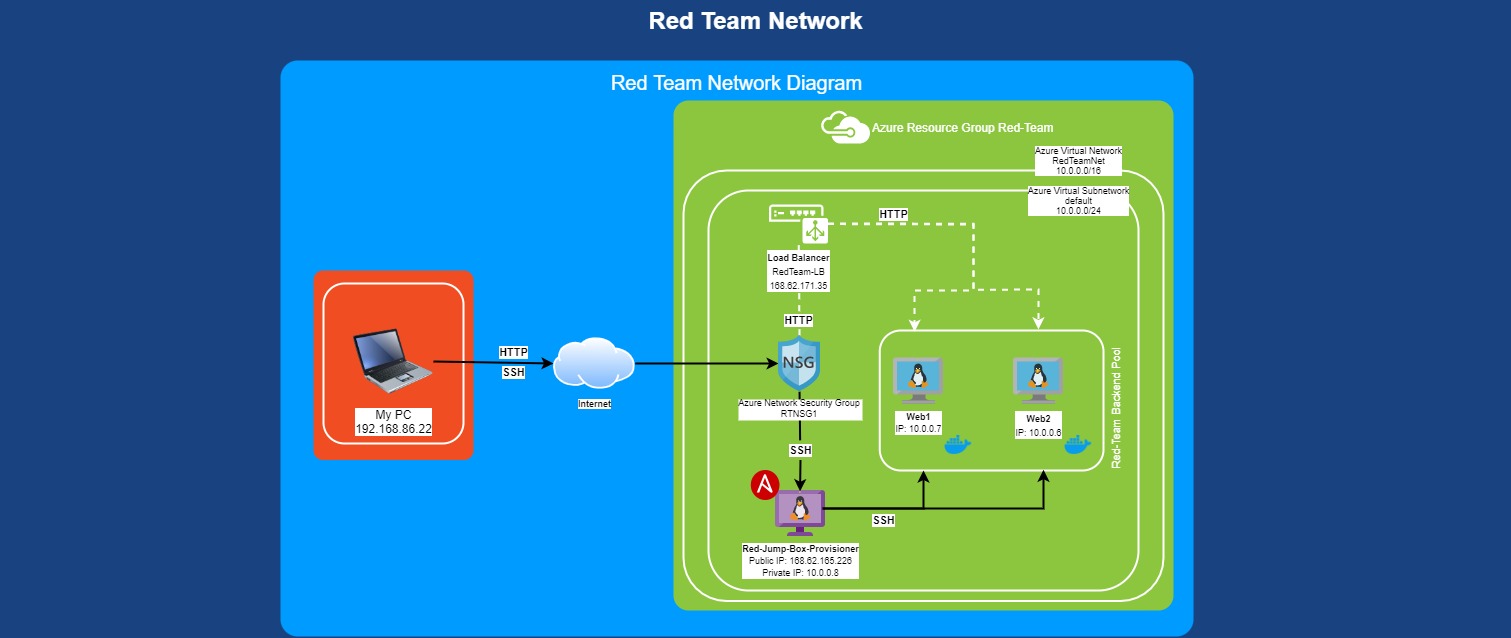 Red Team Network
Red Team Network Diagram
Azure Resource Group Red-Team
Azure Virtual Network
RedTeamNet
10.0.0.0/16
Azure Virtual Subnetwork
default
10.0.0.0/24
HTTP
Load Balancer
RedTeam-LB
168.62.171.35
HTTP
NSG
Azure Network Security Group
RTNSG1
HTTP
SSH
Internet
My PC
192.168.86.22
Web1
IP: 10.0.0.7
Web2
IP: 10.0.0.6
Red-Team Backend Pool
SSH
A
SSH
Red-Jump-Box-Provisioner
Public IP: 168.62.165.226
Private IP: 10.0.0.8